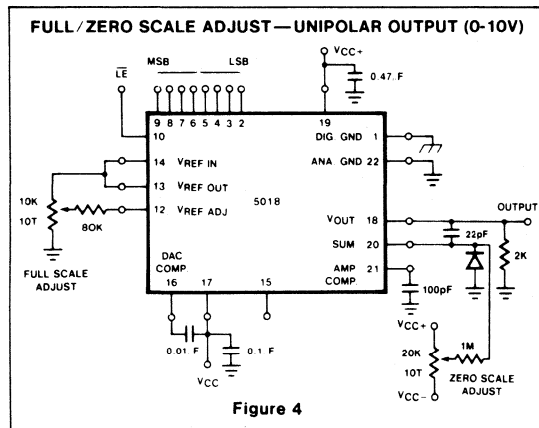 FULL/ZERO SCALE ADJUST—UNIPOLAR OUTPUT (0-10V)
VCC+
LE
MSB LSB
0.47..F
9 8 7 6 5 4 3 2
19
10
DIG GND 1
14 VREF IN
ANA GND 22
13 VREF OUT
10K
10T
80K
12 VREF ADJ
5018
OUTPUT
VOUT 18
22pF
SUM 20
2K
FULL SCALE
ADJUST
DAC
COMP.
AMP
COMP. 21
16 17 15
100pF
0.01 F
0.1 F
VCC+
1M
20K
10T
ZERO SCALE
ADJUST
VCC
VCC-
Figure 4